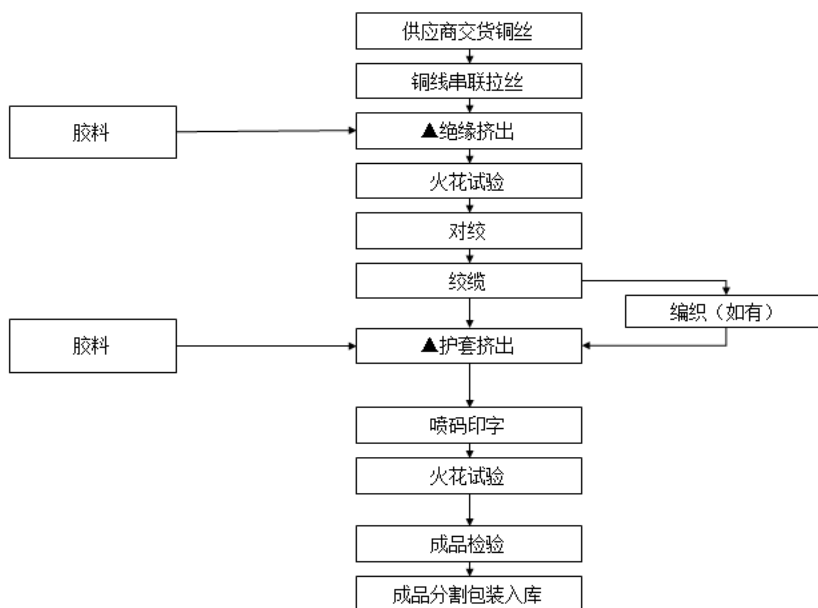 供应商交货铜丝
铜线串联拉丝
胶料
▲绝缘挤出
火花试验
对绞
绞缆
编织（如有）
胶料
▲护套挤出
喷码印字
火花试验
成品检验
成品分割包装入库